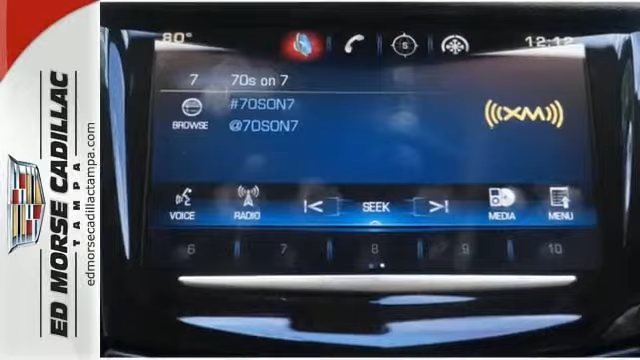 80°
12:12
S
7 70s on 7
#70SON7
@70SON7
BROWSE
((XM))
VOICE
RADIO
SEEK
MEDIA
MENU
6 7 8 9 10
ED MORSE CADILLAC
TAMPA
edmorsecadillactampa.com